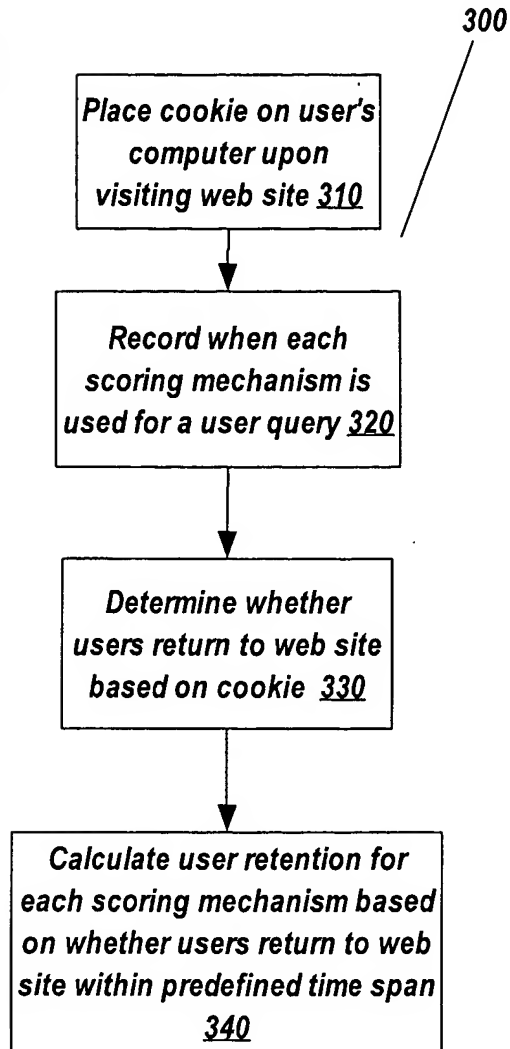 300
Place cookie on user's
computer upon
visiting web site 310
Record when each
scoring mechanism is
used for a user query 320
Determine whether
users return to web site
based on cookie 330
Calculate user retention for
each scoring mechanism based
on whether users return to web
site within predefined time span
340